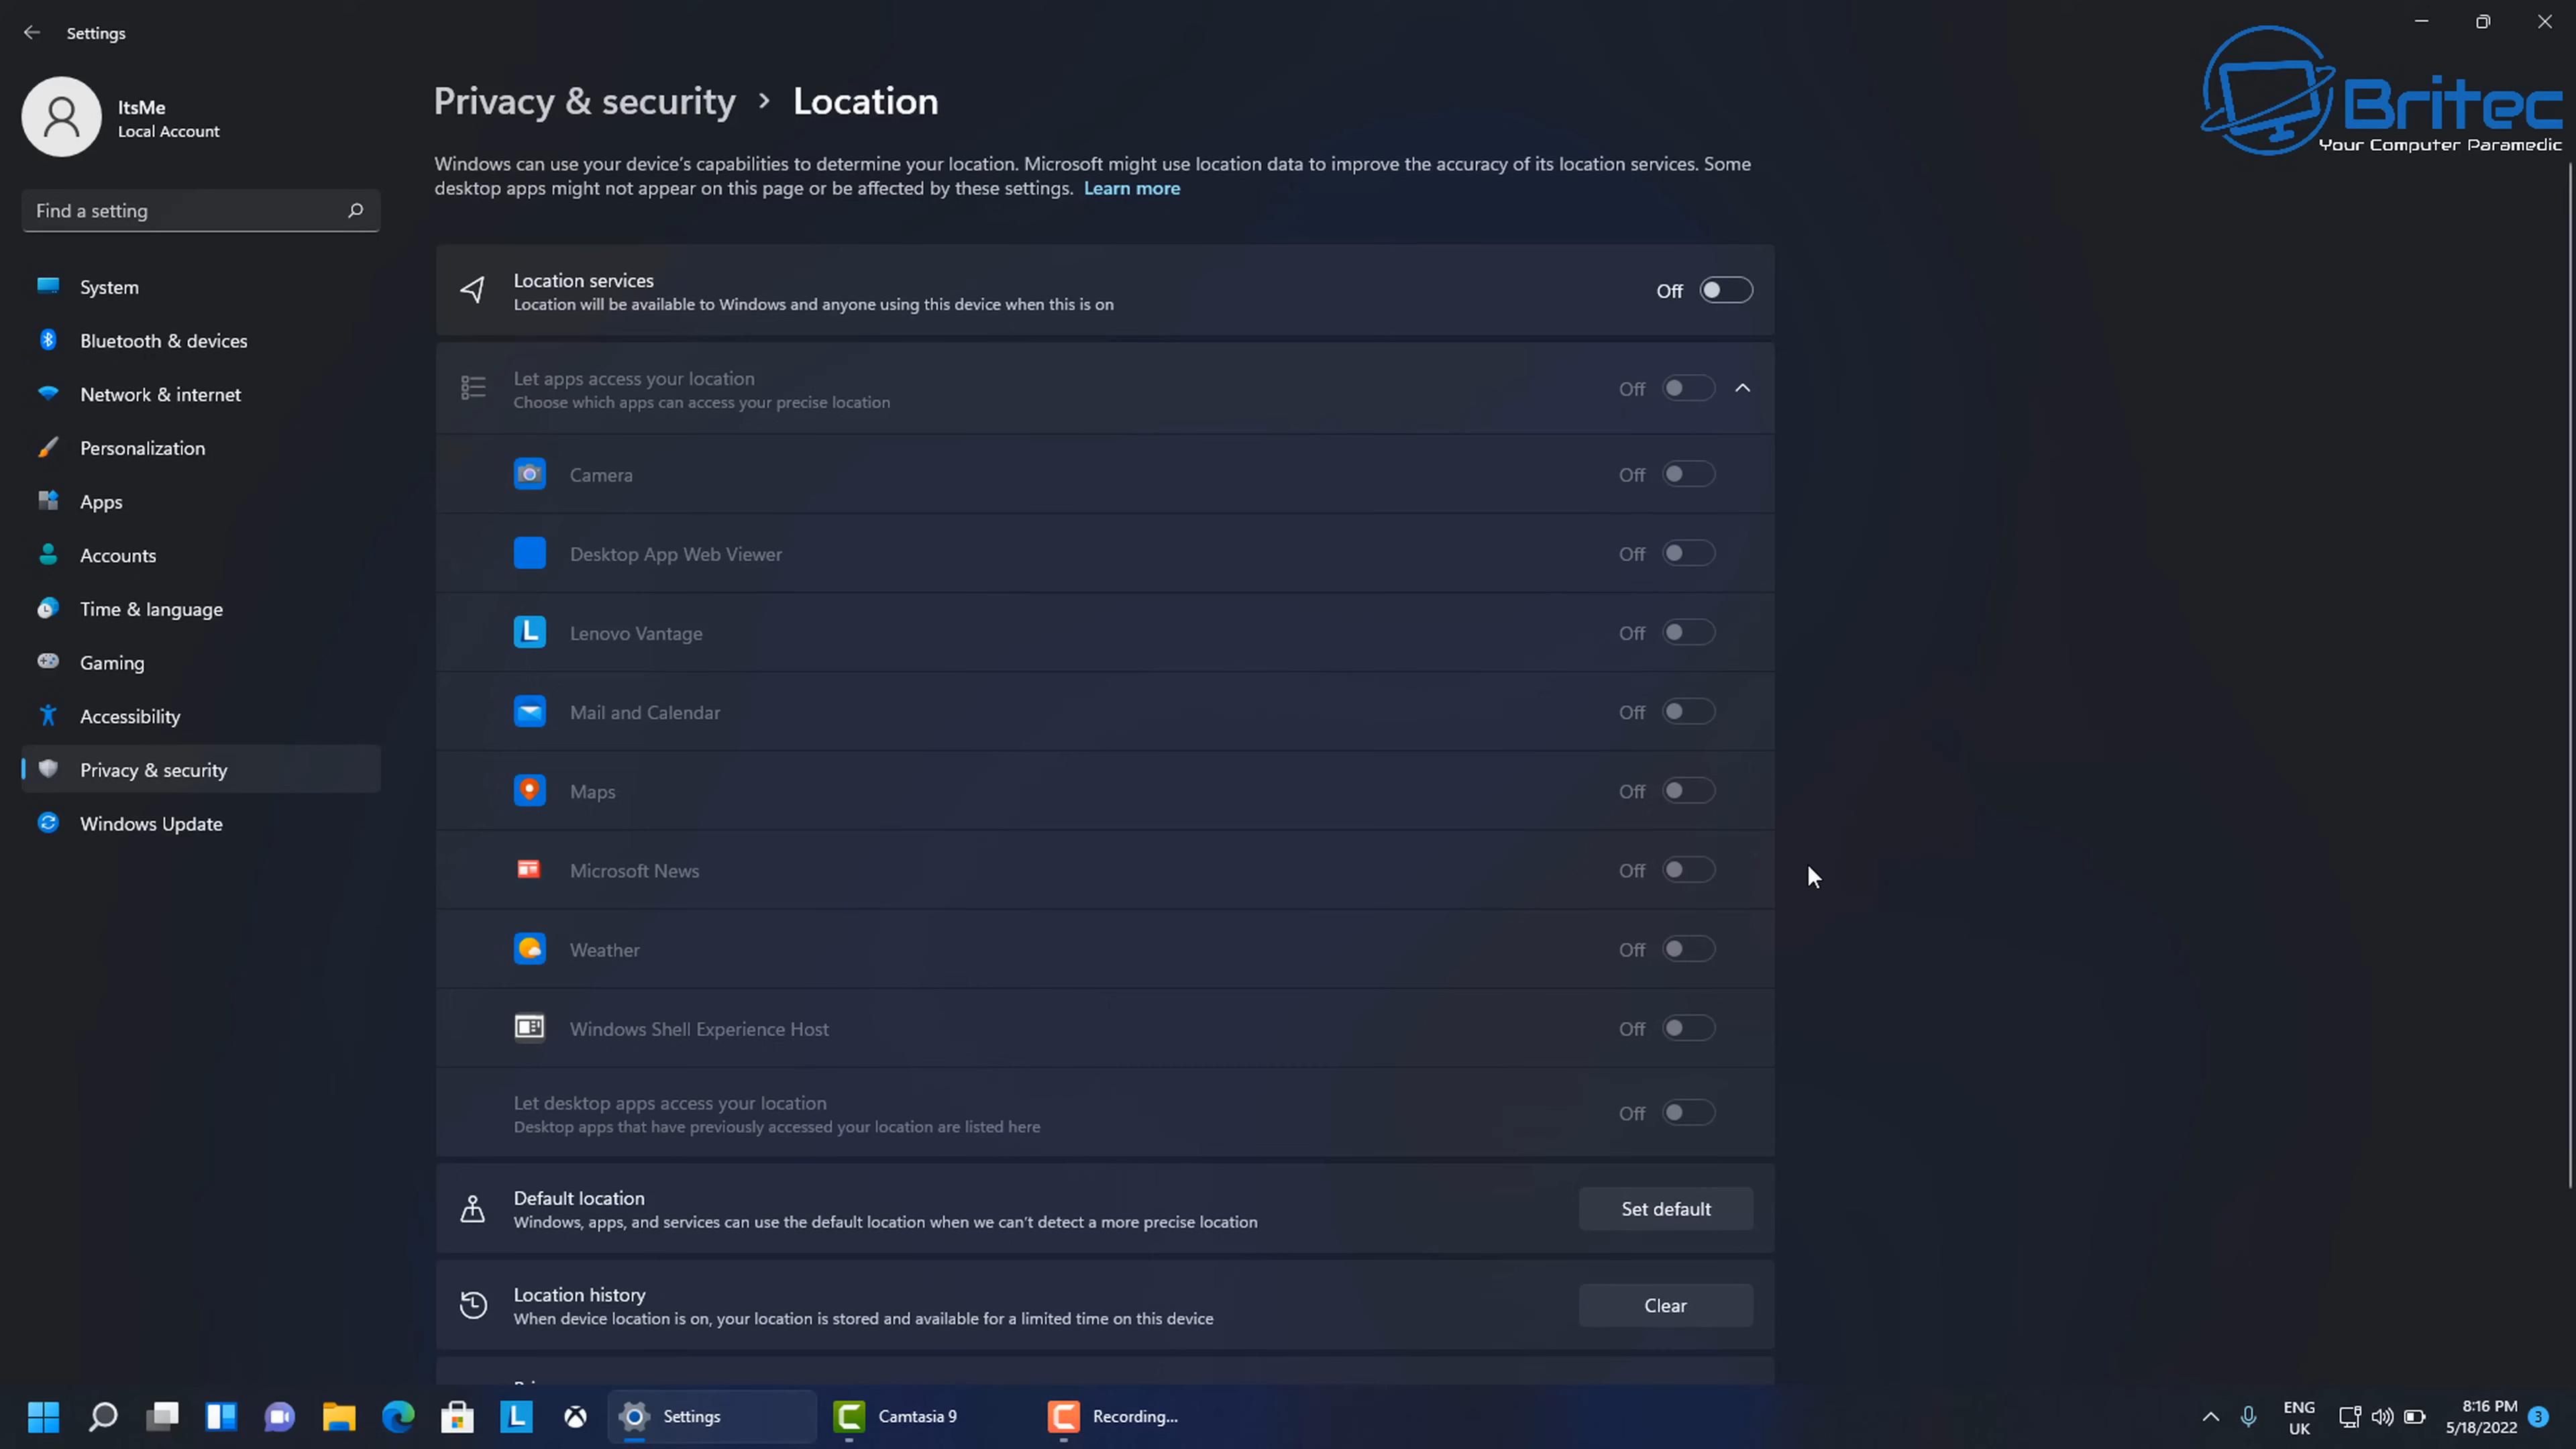 Settings
Britec
Your Computer Paramedic
ItsMe
Local Account
Find a setting
System
Bluetooth & devices
Network & internet
Personalization
Apps
Accounts
Time & language
Gaming
Accessibility
Privacy & security
Windows Update
Privacy & security > Location
Windows can use your device's capabilities to determine your location. Microsoft might use location data to improve the accuracy of its location services. Some
desktop apps might not appear on this page or be affected by these settings. Learn more
Location services Off
Location will be available to Windows and anyone using this device when this is on
Let apps access your location Off
Choose which apps can access your precise location
Camera Off
Desktop App Web Viewer Off
Lenovo Vantage Off
Mail and Calendar Off
Maps Off
Microsoft News Off
Weather Off
Windows Shell Experience Host Off
Let desktop apps access your location Off
Desktop apps that have previously accessed your location are listed here
Default location
Windows, apps, and services can use the default location when we can't detect a more precise location
Set default
Location history
When device location is on, your location is stored and available for a limited time on this device
Clear
L
Settings
Camtasia 9
Recording...
ENG
UK
8:16 PM
5/18/2022
3